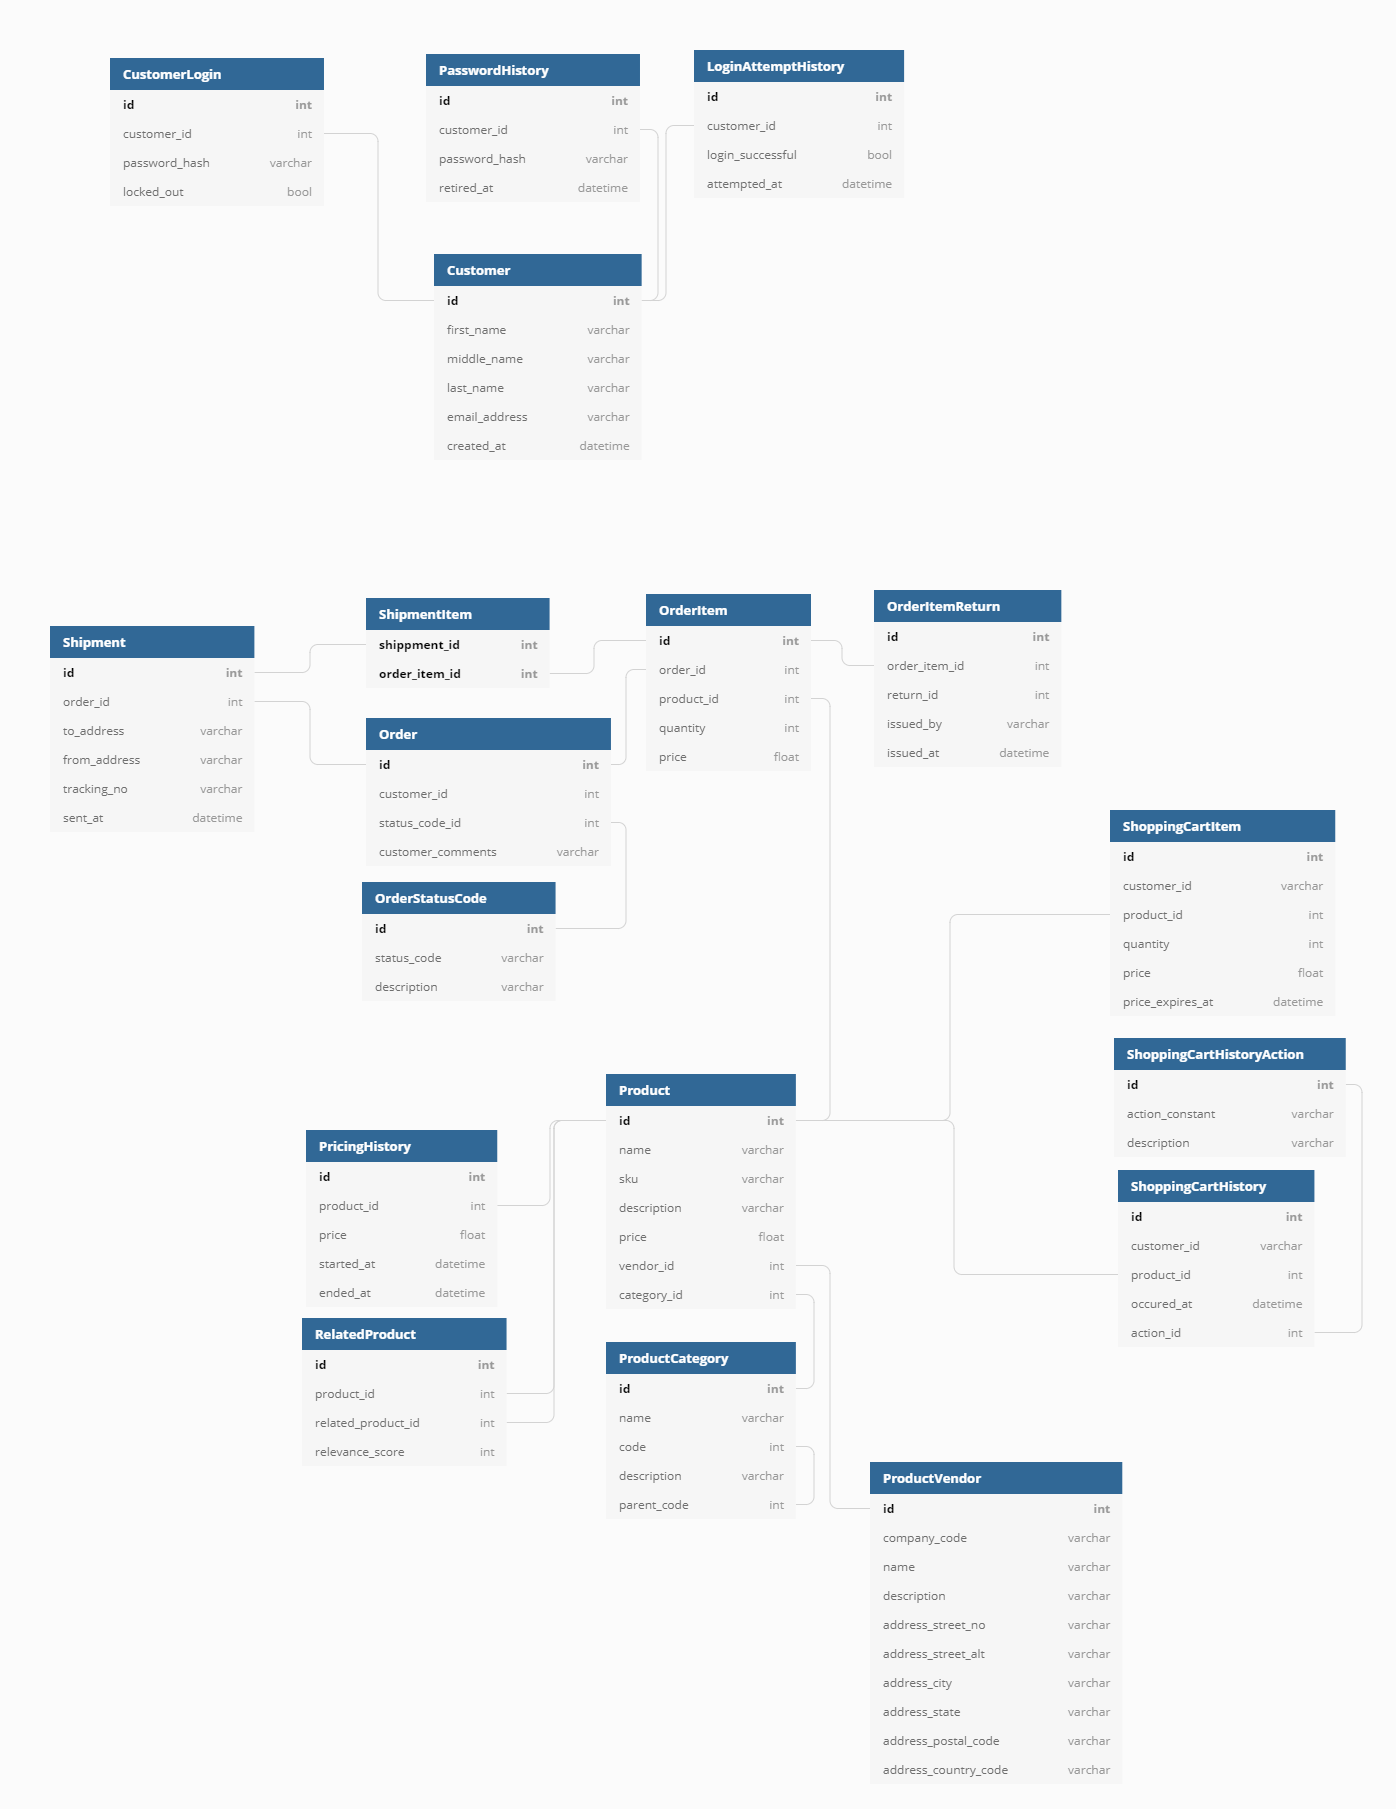 CustomerLogin
id int
customer_id int
password_hash varchar
locked_out bool
PasswordHistory
id int
customer_id int
password_hash varchar
retired_at datetime
LoginAttemptHistory
id int
customer_id int
login_successful bool
attempted_at datetime
Customer
id int
first_name varchar
middle_name varchar
last_name varchar
email_address varchar
created_at datetime
Shipment
id int
order_id int
to_address varchar
from_address varchar
tracking_no varchar
sent_at datetime
ShipmentItem
shippment_id int
order_item_id int
Order
id int
customer_id int
status_code_id int
customer_comments varchar
OrderStatusCode
id int
status_code varchar
description varchar
OrderItem
id int
order_id int
product_id int
quantity int
price float
OrderItemReturn
id int
order_item_id int
return_id int
issued_by varchar
issued_at datetime
ShoppingCartItem
id int
customer_id varchar
product_id int
quantity int
price float
price_expires_at datetime
ShoppingCartHistoryAction
id int
action_constant varchar
description varchar
ShoppingCartHistory
id int
customer_id varchar
product_id int
occured_at datetime
action_id int
Product
id int
name varchar
sku varchar
description varchar
price float
vendor_id int
category_id int
PricingHistory
id int
product_id int
price float
started_at datetime
ended_at datetime
RelatedProduct
id int
product_id int
related_product_id int
relevance_score int
ProductCategory
id int
name varchar
code int
description varchar
parent_code int
ProductVendor
id int
company_code varchar
name varchar
description varchar
address_street_no varchar
address_street_alt varchar
address_city varchar
address_state varchar
address_postal_code varchar
address_country_code varchar